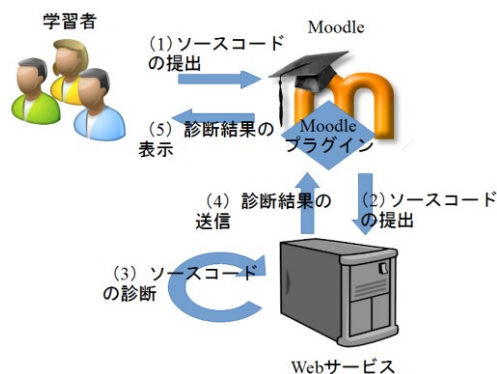 学習者
Moodle
(1)ソースコード
の提出
m
(5) 診断結果の
表示
Moodle
プラグイン
(4) 診断結果の
送信
(2)ソースコード
の提出
(3) ソースコード
の診断
Webサービス